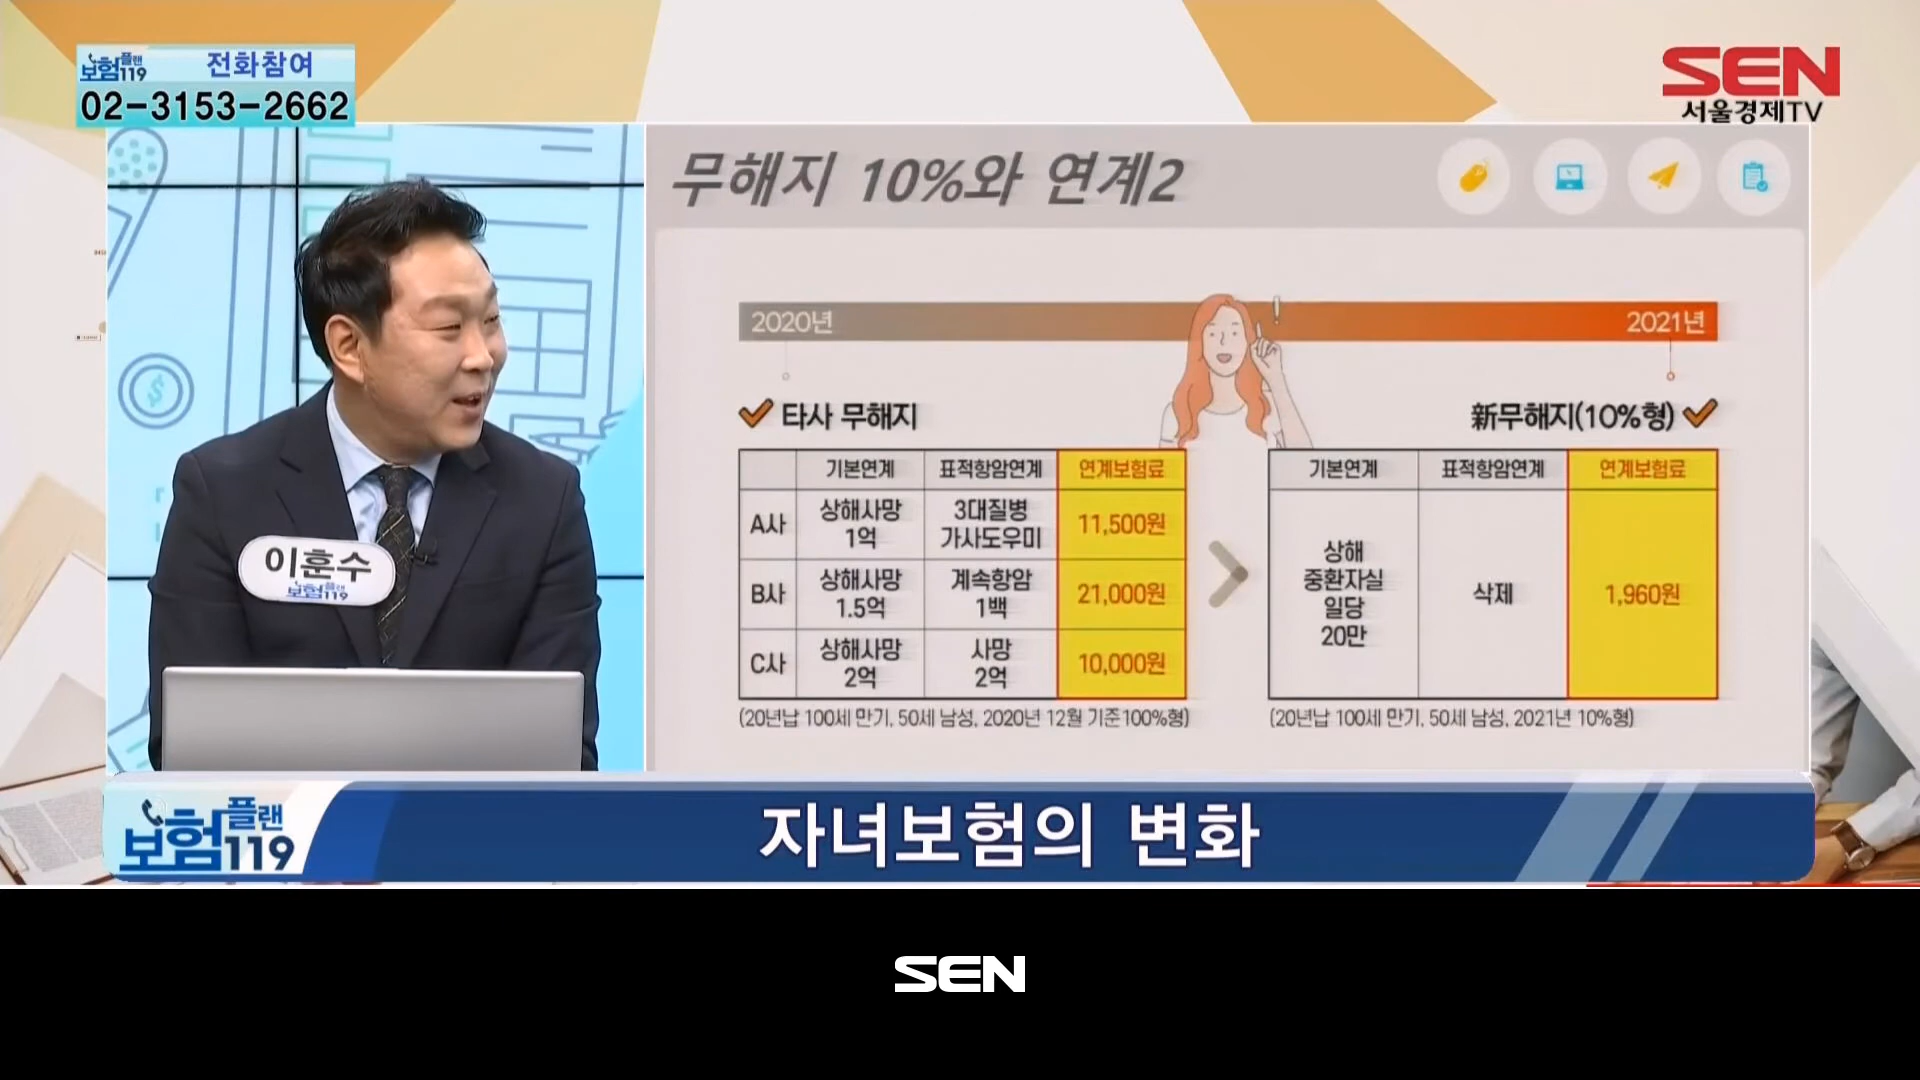 보험플랜119 전화참여
02-3153-2662
SEN
서울경제TV
무해지 10%와 연계2
2020년
2021년
타사 무해지
新무해지(10%형)
기본연계 표적항암연계 연계보험료
A사 상해사망 1억 3대질병 가사도우미 11,500원
B사 상해사망 1.5억 계속항암 1백 21,000원
C사 상해사망 2억 사망 2억 10,000원
(20년납 100세 만기, 50세 남성, 2020년 12월 기준100%형)
기본연계 표적항암연계 연계보험료
상해
중환자실
일당
20만
삭제
1,960원
(20년납 100세 만기, 50세 남성, 2021년 10%형)
이훈수
보험플랜119
보험플랜119
자녀보험의 변화
SEN